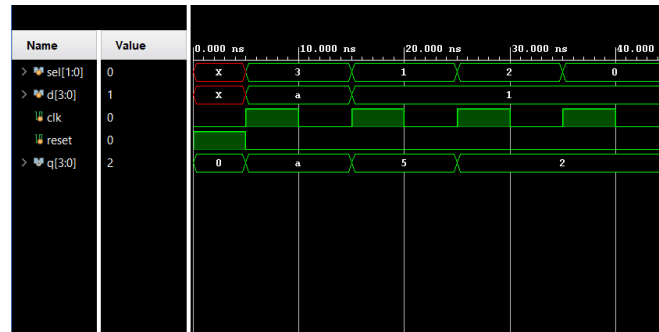 Name Value 0.000 ns 10.000 ns 20.000 ns 30.000 ns 40.000
> sel[1:0] 0 X 3 1 2 0
> d[3:0] 1 X a 1
clk 0
reset 0
> q[3:0] 2 0 a 5 2